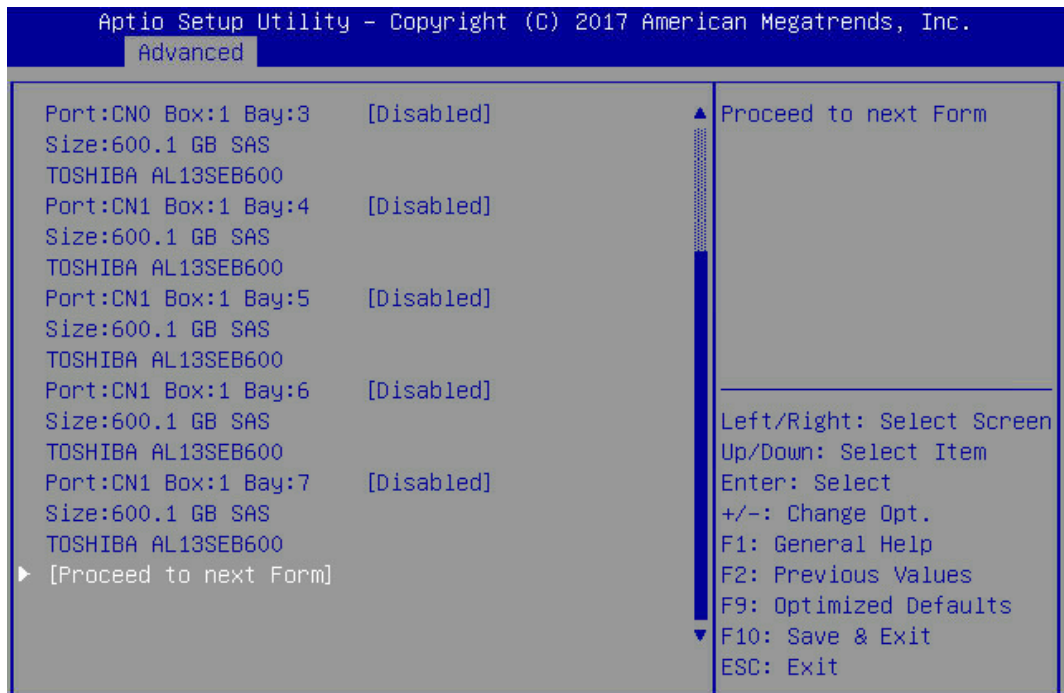 Aptio Setup Utility – Copyright (C) 2017 American Megatrends, Inc.
Advanced
Port:CN0 Box:1 Bay:3 [Disabled]
Size:600.1 GB SAS
TOSHIBA AL13SEB600
Port:CN1 Box:1 Bay:4 [Disabled]
Size:600.1 GB SAS
TOSHIBA AL13SEB600
Port:CN1 Box:1 Bay:5 [Disabled]
Size:600.1 GB SAS
TOSHIBA AL13SEB600
Port:CN1 Box:1 Bay:6 [Disabled]
Size:600.1 GB SAS
TOSHIBA AL13SEB600
Port:CN1 Box:1 Bay:7 [Disabled]
Size:600.1 GB SAS
TOSHIBA AL13SEB600
[Proceed to next Form]
Proceed to next Form
Left/Right: Select Screen
Up/Down: Select Item
Enter: Select
+/-: Change Opt.
F1: General Help
F2: Previous Values
F9: Optimized Defaults
F10: Save & Exit
ESC: Exit